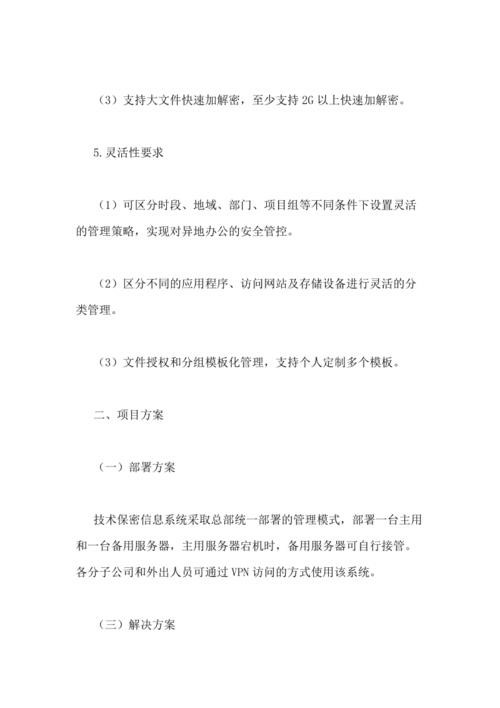 （3）支持大文件快速加解密，至少支持 2G 以上快速加解密。
5.灵活性要求
（1）可区分时段、地域、部门、项目组等不同条件下设置灵活
的管理策略，实现对异地办公的安全管控。
（2）区分不同的应用程序、访问网站及存储设备进行灵活的分
类管理。
（3）文件授权和分组模板化管理，支持个人定制多个模板。
二、项目方案
（一）部署方案
技术保密信息系统采取总部统一部署的管理模式，部署一台主用
和一台备用服务器，主用服务器宕机时，备用服务器可自行接管。
各分子公司和外出人员可通过 VPN 访问的方式使用该系统。
（三）解决方案